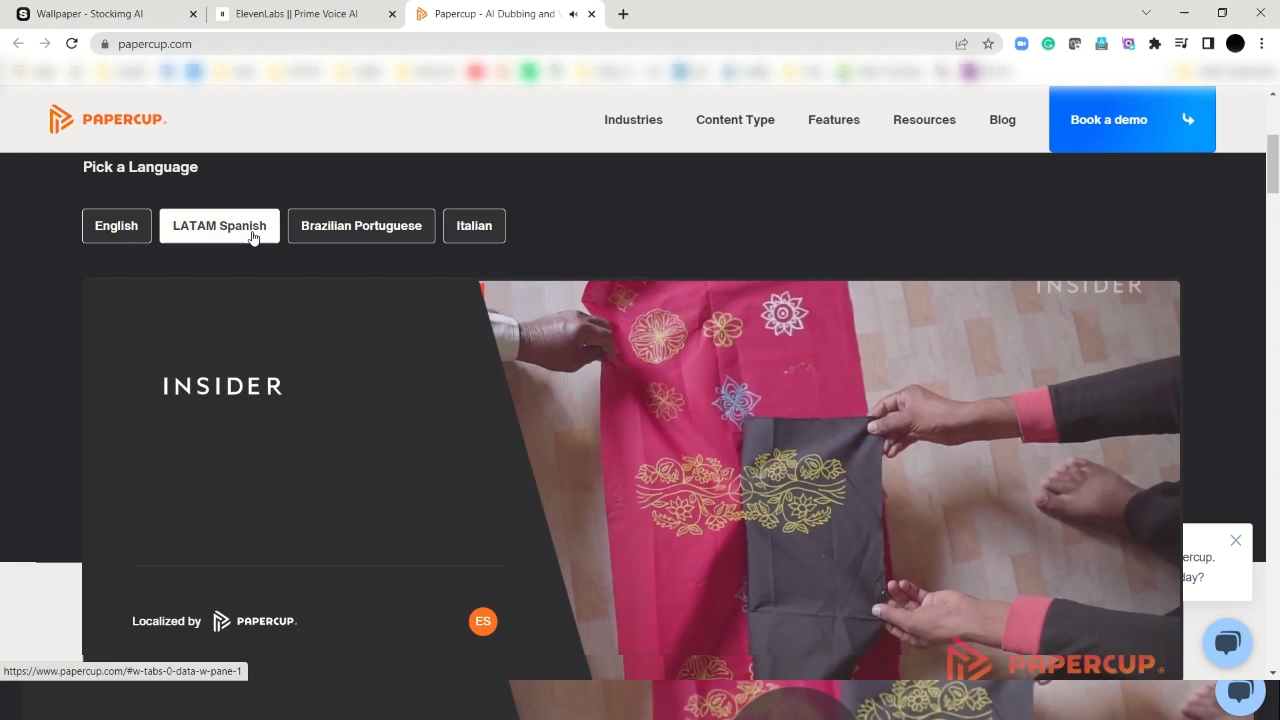 Wallpaper - Stocking AI
ElevenLabs || Prime Voice AI
Papercup - AI Dubbing and
papercup.com
PAPERCUP
Industries
Content Type
Features
Resources
Blog
Book a demo
Pick a Language
English
LATAM Spanish
Brazilian Portuguese
Italian
INSIDER
INSIDER
ercup.
day?
Localized by PAPERCUP.
ES
PAPERCUP
https://www.papercup.com/#w-tabs-0-data-w-pane-1